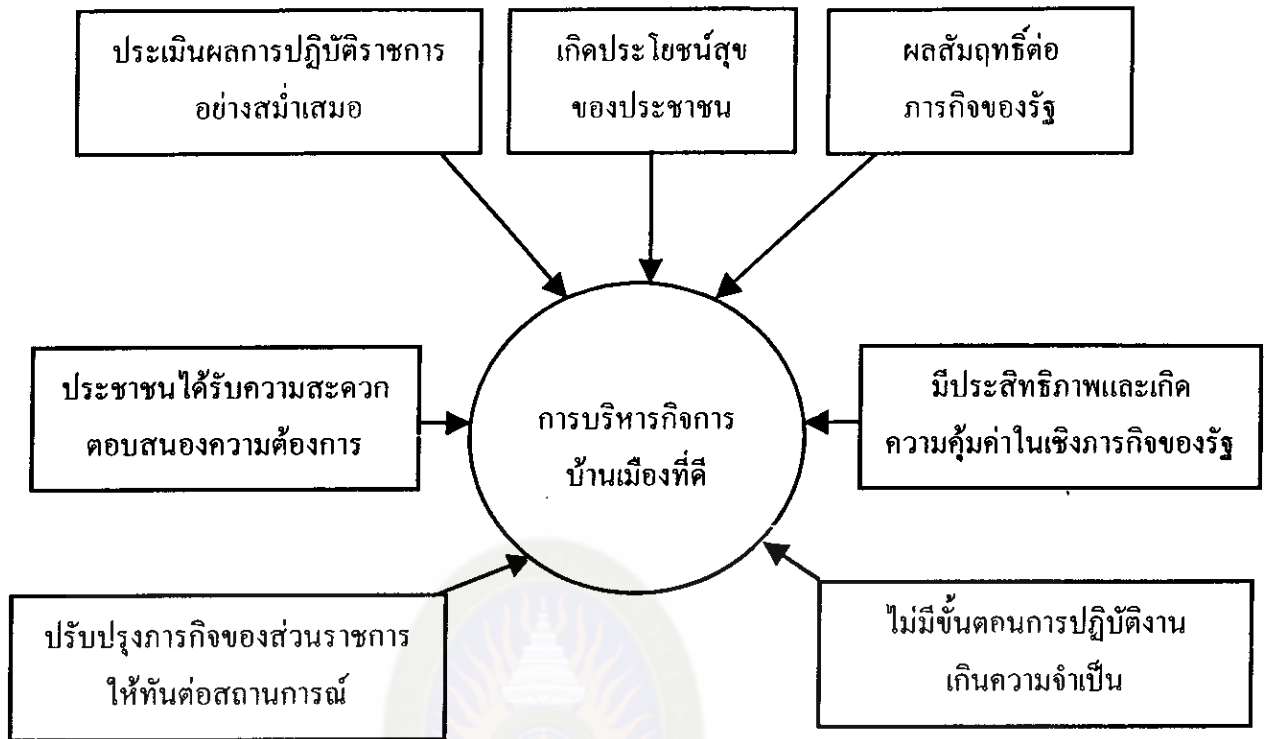 ประเมินผลการปฏิบัติราชการ
อย่างสม่ำเสมอ
เกิดประโยชน์สุข
ของประชาชน
ผลสัมฤทธิ์ต่อ
ภารกิจของรัฐ
ประชาชนได้รับความสะดวก
ตอบสนองความต้องการ
การบริหารกิจการ
บ้านเมืองที่ดี
มีประสิทธิภาพและเกิด
ความคุ้มค่าในเชิงภารกิจของรัฐ
ปรับปรุงภารกิจของส่วนราชการ
ให้ทันต่อสถานการณ์
ไม่มีขั้นตอนการปฏิบัติงาน
เกินความจำเป็น